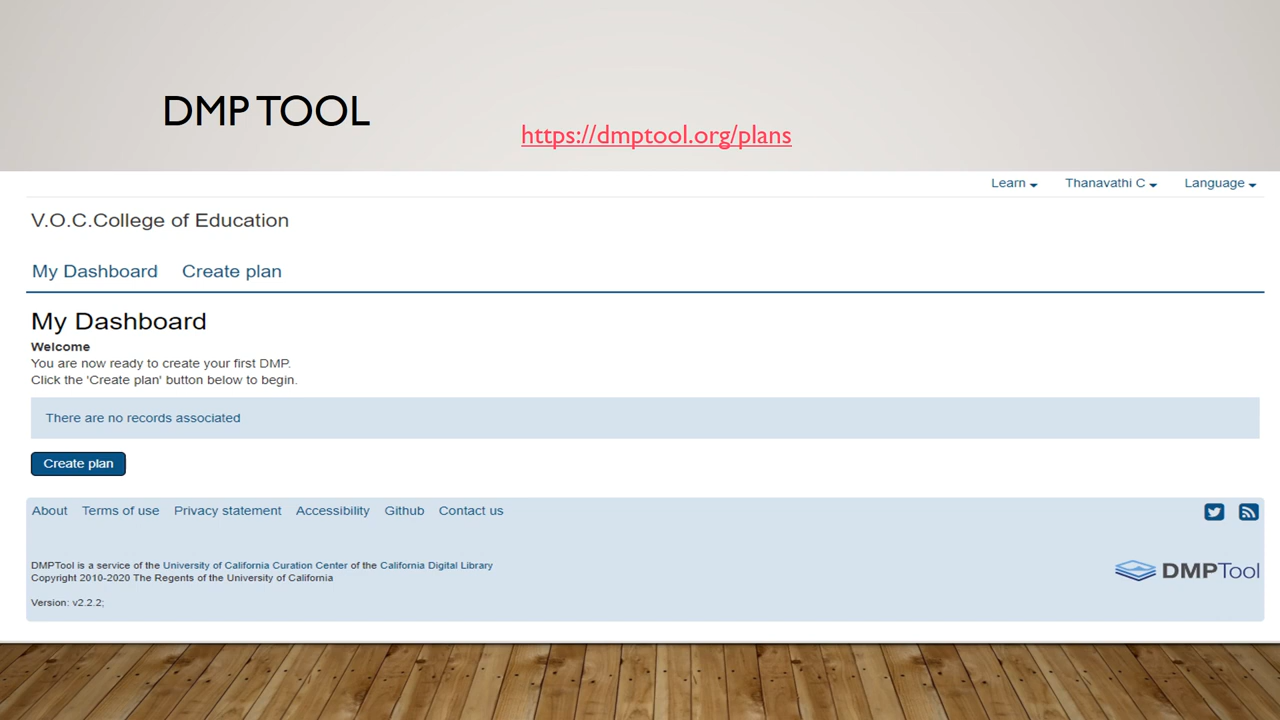 DMP TOOL
https://dmptool.org/plans
Learn Thanavathi C Language
V.O.C.College of Education
My Dashboard Create plan
My Dashboard
Welcome
You are now ready to create your first DMP.
Click the 'Create plan' button below to begin.
There are no records associated
Create plan
About Terms of use Privacy statement Accessibility Github Contact us
DMPTool is a service of the University of California Curation Center of the California Digital Library
Copyright 2010-2020 The Regents of the University of California
DMPTool
Version: v2.2.2;